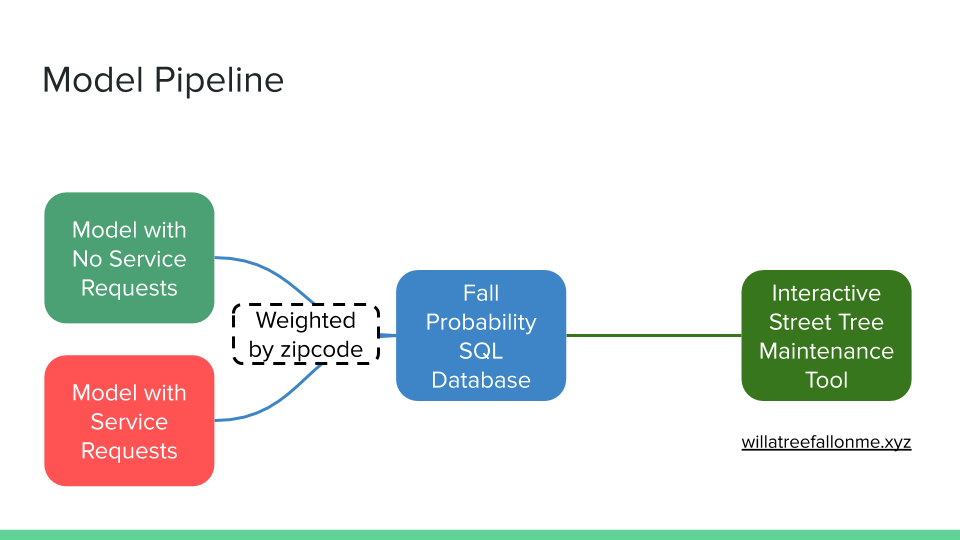 Model Pipeline
Model with
No Service
Requests
Weighted
by zipcode
Model with
Service
Requests
Fall
Probability
SQL
Database
Interactive
Street Tree
Maintenance
Tool
willatreefallonme.xyz